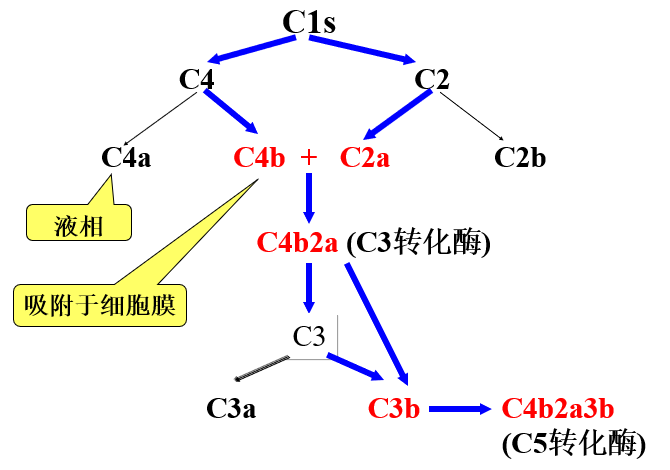 C1s
C4
C2
C4a
C4b + C2a
C2b
液相
C4b2a (C3转化酶)
吸附于细胞膜
C3
C3a
C3b
C4b2a3b
(C5转化酶)